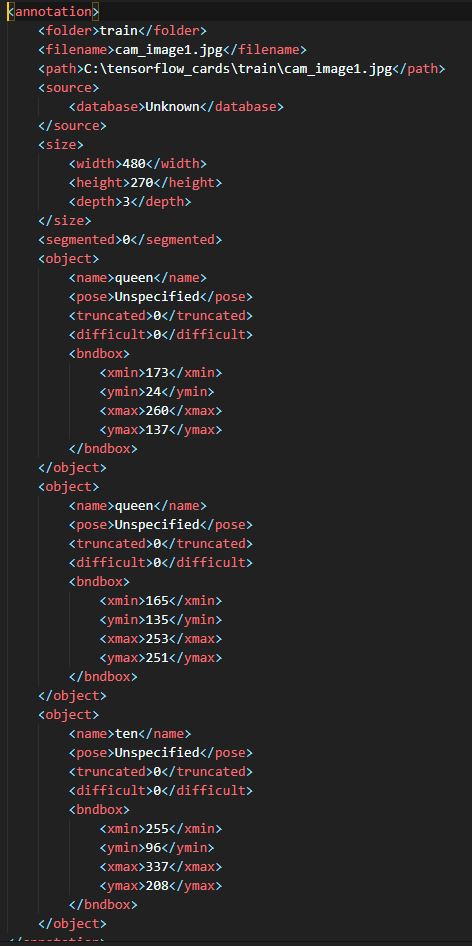 <annotation>
<folder>train</folder>
<filename>cam_image1.jpg</filename>
<path>C:\tensorflow_cards\train\cam_image1.jpg</path>
<source>
<database>Unknown</database>
</source>
<size>
<width>480</width>
<height>270</height>
<depth>3</depth>
</size>
<segmented>0</segmented>
<object>
<name>queen</name>
<pose>Unspecified</pose>
<truncated>0</truncated>
<difficult>0</difficult>
<bndbox>
<xmin>173</xmin>
<ymin>24</ymin>
<xmax>260</xmax>
<ymax>137</ymax>
</bndbox>
</object>
<object>
<name>queen</name>
<pose>Unspecified</pose>
<truncated>0</truncated>
<difficult>0</difficult>
<bndbox>
<xmin>165</xmin>
<ymin>135</ymin>
<xmax>253</xmax>
<ymax>251</ymax>
</bndbox>
</object>
<object>
<name>ten</name>
<pose>Unspecified</pose>
<truncated>0</truncated>
<difficult>0</difficult>
<bndbox>
<xmin>255</xmin>
<ymin>96</ymin>
<xmax>337</xmax>
<ymax>208</ymax>
</bndbox>
</object>
</annotation>